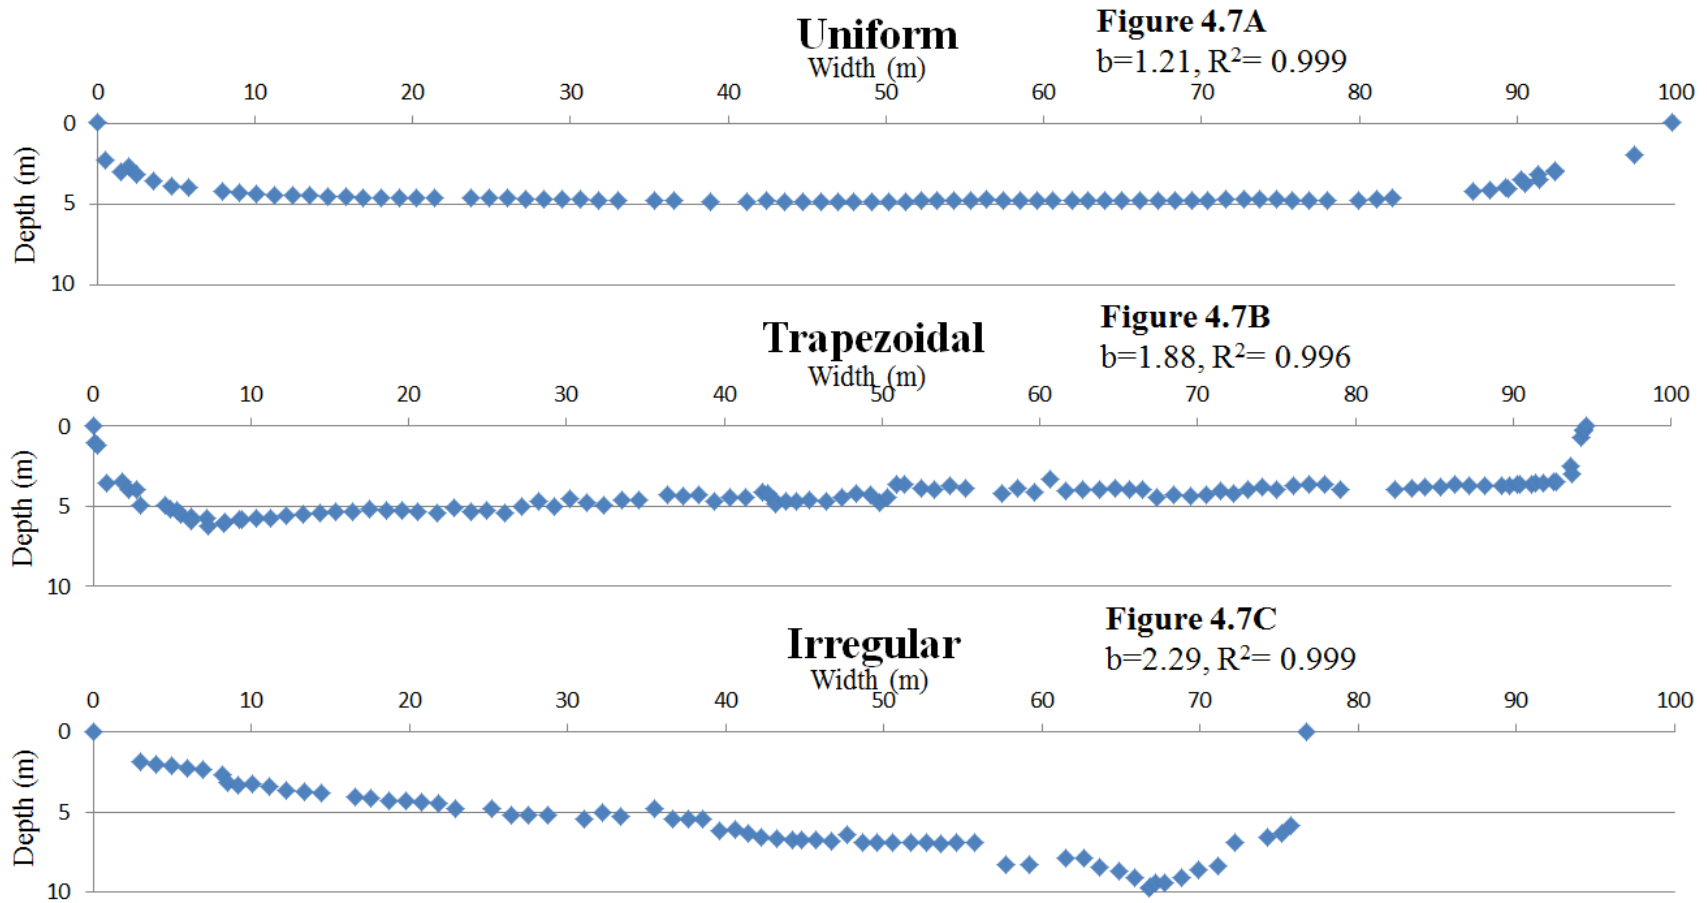 Uniform
Figure 4.7A
b=1.21, R²= 0.999
Width (m)
0 10 20 30 40 50 60 70 80 90 100
0
5
10
Depth (m)
Trapezoidal
Figure 4.7B
b=1.88, R²= 0.996
Width (m)
0 10 20 30 40 50 60 70 80 90 100
0
5
10
Depth (m)
Irregular
Figure 4.7C
b=2.29, R²= 0.999
Width (m)
0 10 20 30 40 50 60 70 80 90 100
0
5
10
Depth (m)